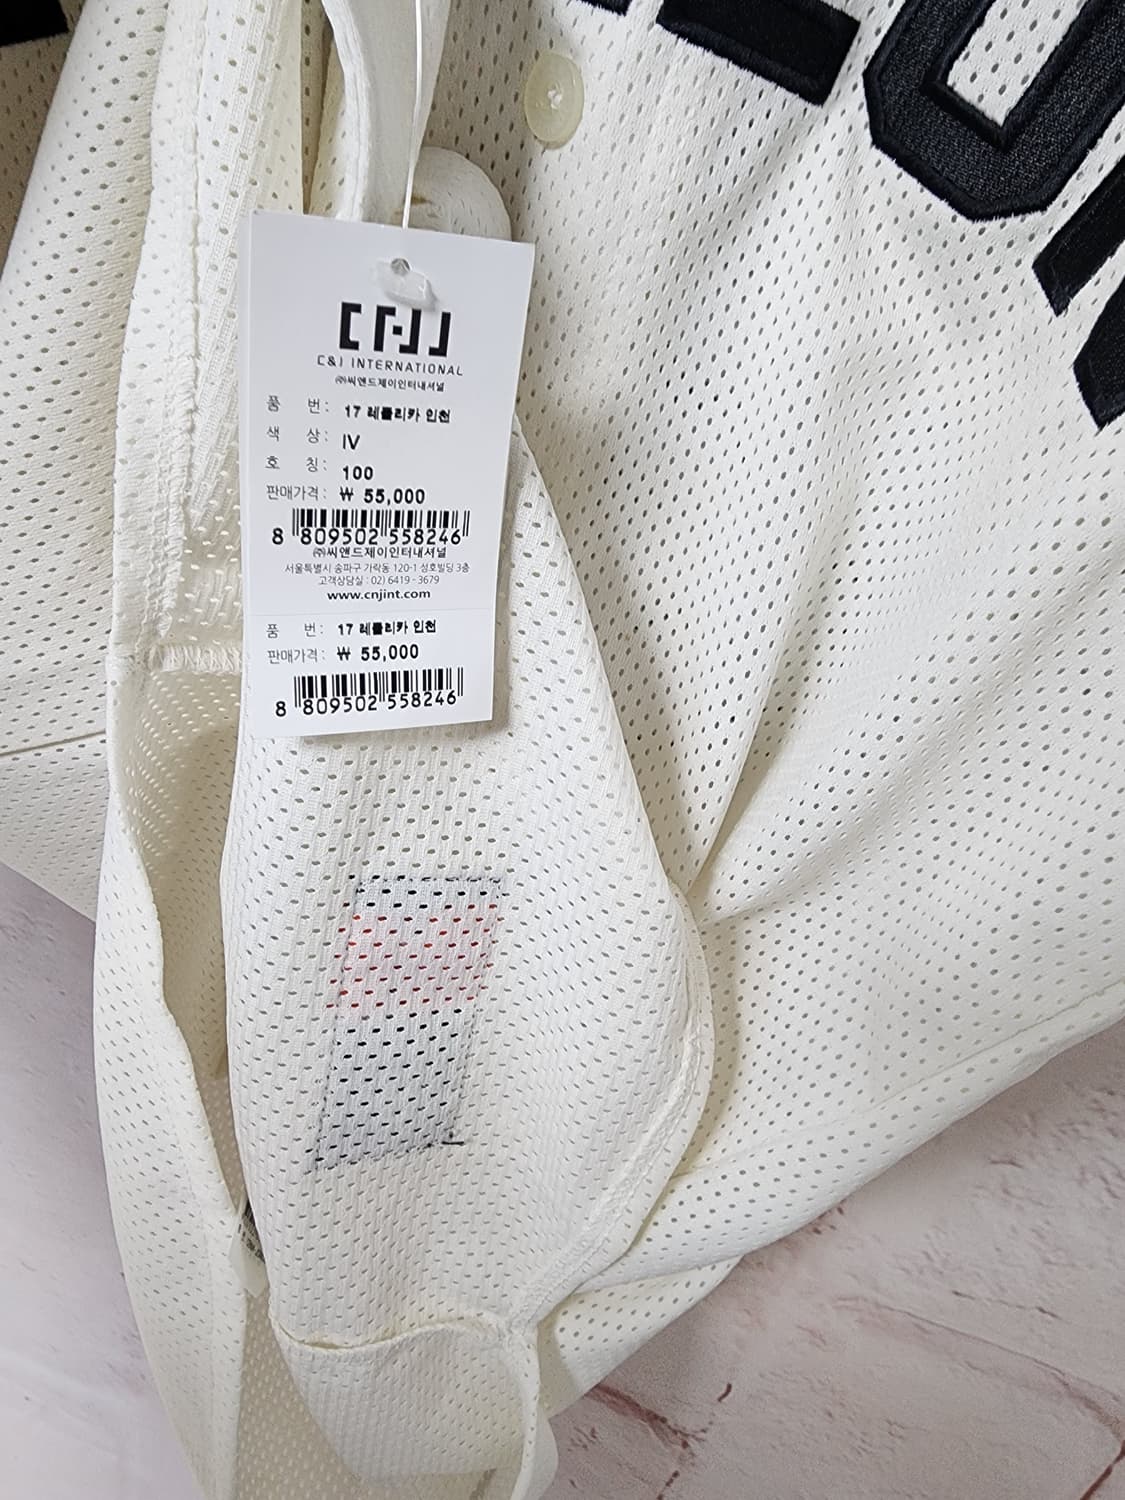 C&J INTERNATIONAL
㈜씨앤드제이인터내셔널
품 번: 17 레플리카 인천
색 상: IV
호 칭: 100
판매가격: ₩ 55,000
8 809502 558246
㈜씨앤드제이인터내셔널
서울특별시 송파구 가락동 120-1 성호빌딩 3층
고객상담실 : 02) 6419 - 3679
www.cnjint.com
품 번: 17 레플리카 인천
판매가격: ₩ 55,000
8 809502 558246